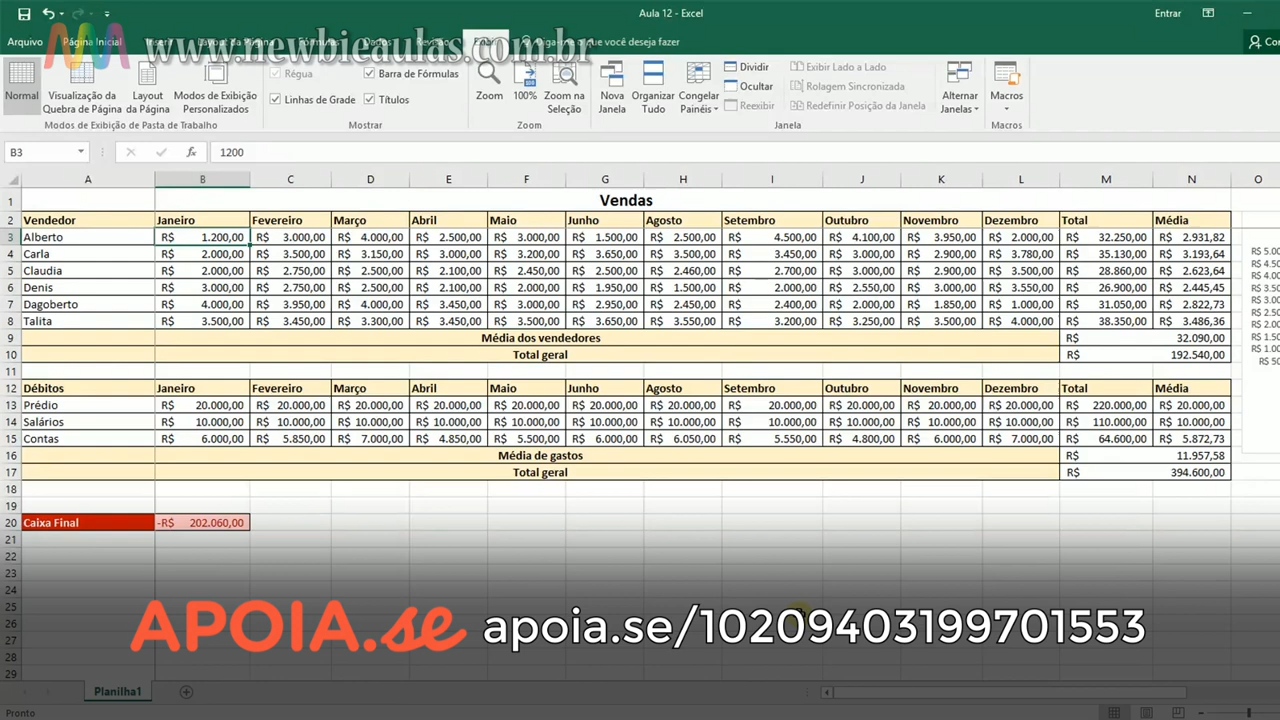 Aula 12 - Excel
Entrar
www.newbieaulas.com.br
Arquivo Página Inicial Inserir Layout da Página Fórmulas Dados Revisão Diga-me o que você deseja fazer
Normal Visualização da Quebra de Página Layout da Página Modos de Exibição Personalizados
Régua Barra de Fórmulas
Linhas de Grade Títulos
Zoom 100% Zoom na Seleção
Nova Janela Organizar Tudo Congelar Painéis
Dividir Exibir Lado a Lado
Ocultar Rolagem Sincronizada
Reexibir Redefinir Posição da Janela
Alternar Janelas Macros
Modos de Exibição de Pasta de Trabalho Mostrar Zoom Janela Macros
B3 fx 1200
A B C D E F G H I J K L M N O
1 Vendas
2 Vendedor Janeiro Fevereiro Março Abril Maio Junho Agosto Setembro Outubro Novembro Dezembro Total Média
3 Alberto R$ 1.200,00 R$ 3.000,00 R$ 4.000,00 R$ 2.500,00 R$ 3.000,00 R$ 1.500,00 R$ 2.500,00 R$ 4.500,00 R$ 4.100,00 R$ 3.950,00 R$ 2.000,00 R$ 32.250,00 R$ 2.931,82
4 Carla R$ 2.000,00 R$ 3.500,00 R$ 3.150,00 R$ 3.000,00 R$ 3.200,00 R$ 3.650,00 R$ 3.500,00 R$ 3.450,00 R$ 3.000,00 R$ 2.900,00 R$ 3.780,00 R$ 35.130,00 R$ 3.193,64
5 Claudia R$ 2.000,00 R$ 2.750,00 R$ 2.500,00 R$ 2.100,00 R$ 2.450,00 R$ 2.500,00 R$ 2.460,00 R$ 2.700,00 R$ 3.000,00 R$ 2.900,00 R$ 3.500,00 R$ 28.860,00 R$ 2.623,64
6 Denis R$ 3.000,00 R$ 2.750,00 R$ 2.500,00 R$ 2.100,00 R$ 2.000,00 R$ 1.950,00 R$ 1.500,00 R$ 2.000,00 R$ 2.550,00 R$ 3.000,00 R$ 3.550,00 R$ 26.900,00 R$ 2.445,45
7 Dagoberto R$ 4.000,00 R$ 3.950,00 R$ 4.000,00 R$ 3.450,00 R$ 3.000,00 R$ 2.950,00 R$ 2.450,00 R$ 2.400,00 R$ 2.000,00 R$ 1.850,00 R$ 1.000,00 R$ 31.050,00 R$ 2.822,73
8 Talita R$ 3.500,00 R$ 3.450,00 R$ 3.300,00 R$ 3.450,00 R$ 3.500,00 R$ 3.650,00 R$ 3.550,00 R$ 3.200,00 R$ 3.250,00 R$ 3.500,00 R$ 4.000,00 R$ 38.350,00 R$ 3.486,36
9 Média dos vendedores R$ 32.090,00
10 Total geral R$ 192.540,00
11
12 Débitos Janeiro Fevereiro Março Abril Maio Junho Agosto Setembro Outubro Novembro Dezembro Total Média
13 Prédio R$ 20.000,00 R$ 20.000,00 R$ 20.000,00 R$ 20.000,00 R$ 20.000,00 R$ 20.000,00 R$ 20.000,00 R$ 20.000,00 R$ 20.000,00 R$ 20.000,00 R$ 20.000,00 R$ 220.000,00 R$ 20.000,00
14 Salários R$ 10.000,00 R$ 10.000,00 R$ 10.000,00 R$ 10.000,00 R$ 10.000,00 R$ 10.000,00 R$ 10.000,00 R$ 10.000,00 R$ 10.000,00 R$ 10.000,00 R$ 10.000,00 R$ 110.000,00 R$ 10.000,00
15 Contas R$ 6.000,00 R$ 5.850,00 R$ 7.000,00 R$ 4.850,00 R$ 5.500,00 R$ 6.000,00 R$ 6.050,00 R$ 5.550,00 R$ 4.800,00 R$ 6.000,00 R$ 7.000,00 R$ 64.600,00 R$ 5.872,73
16 Média de gastos R$ 11.957,58
17 Total geral R$ 394.600,00
18
19
20 Caixa Final -R$ 202.060,00
21
22
23
24
25
26
27
28
29
APOIA.se apoia.se/10209403199701553
Planilha1
Pronto